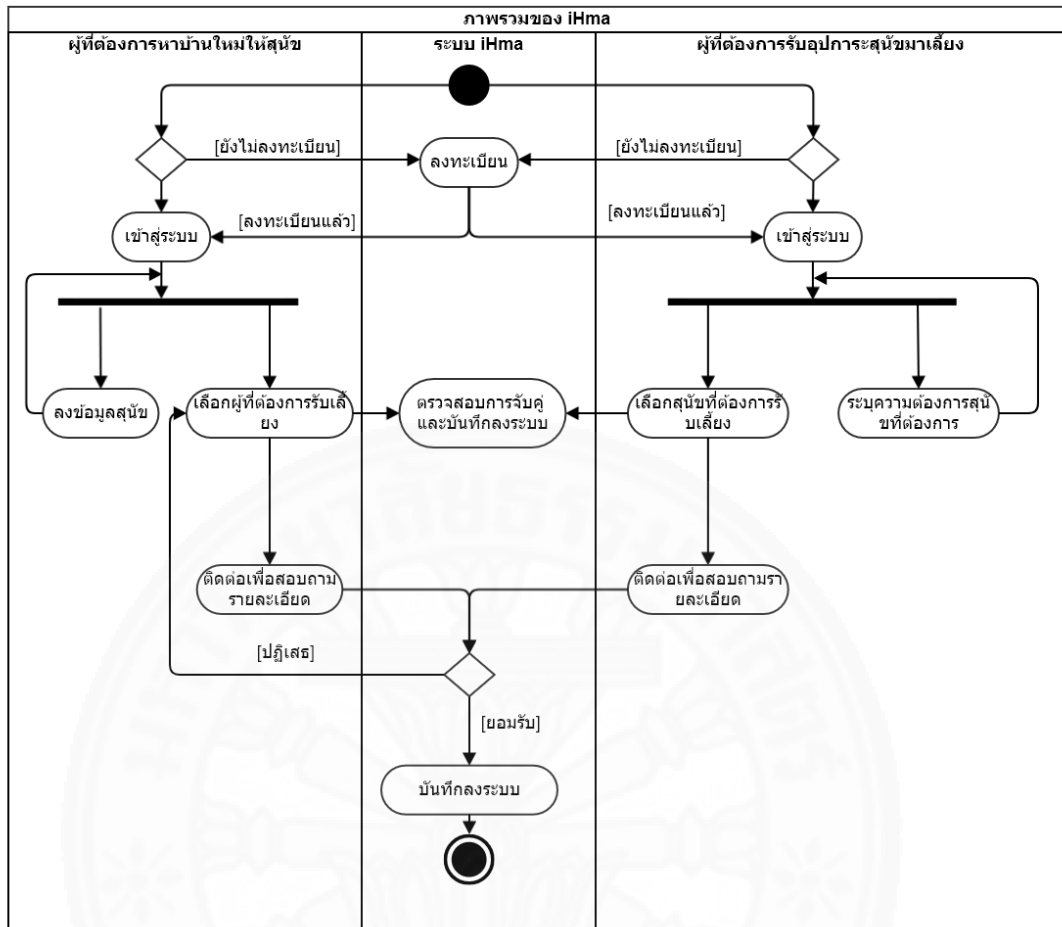 ภาพรวมของ iHma
ผู้ที่ต้องการหาบ้านใหม่ให้สุนัข
ระบบ iHma
ผู้ที่ต้องการรับอุปการะสุนัขมาเลี้ยง
[ยังไม่ลงทะเบียน]
ลงทะเบียน
[ยังไม่ลงทะเบียน]
[ลงทะเบียนแล้ว]
[ลงทะเบียนแล้ว]
เข้าสู่ระบบ
เข้าสู่ระบบ
ลงข้อมูลสุนัข
เลือกผู้ที่ต้องการรับเลี้
ยง
ตรวจสอบการจับคู่
และบันทึกลงระบบ
เลือกสุนัขที่ต้องการรั
บเลี้ยง
ระบุความต้องการสุนั
ขที่ต้องการ
ติดต่อเพื่อสอบถาม
รายละเอียด
ติดต่อเพื่อสอบถามรา
ยละเอียด
[ปฏิเสธ]
[ยอมรับ]
บันทึกลงระบบ